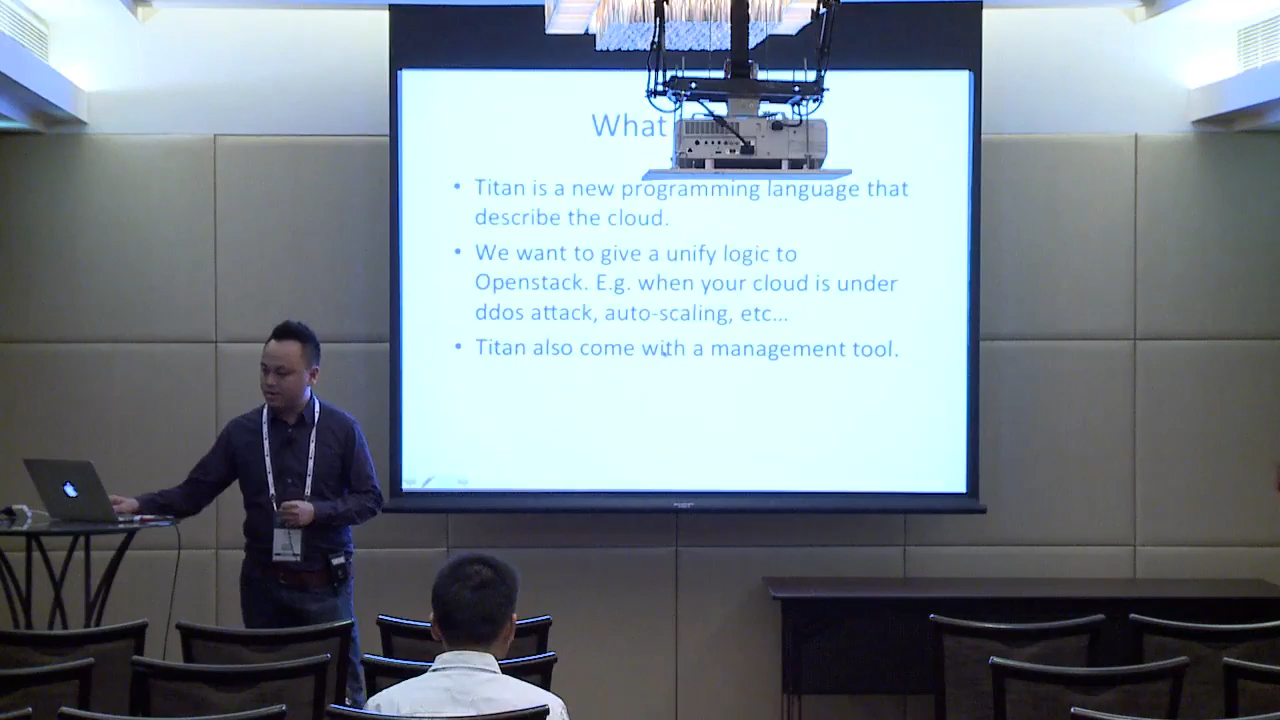 What
• Titan is a new programming language that
describe the cloud.
• We want to give a unify logic to
Openstack. E.g. when your cloud is under
ddos attack, auto-scaling, etc...
• Titan also come with a management tool.